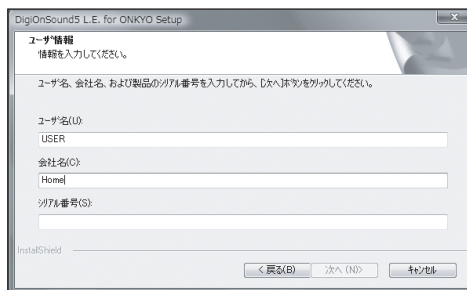 DigiOnSound5 L.E. for ONKYO Setup
ユーザ情報
情報を入力してください。
ユーザ名、会社名、および製品のシリアル番号を入力してから、[次へ]ボタンをクリックしてください。
ユーザ名(U):
USER
会社名(C):
Home
シリアル番号(S):
InstallShield
< 戻る(B)
次へ (N)>
キャンセル